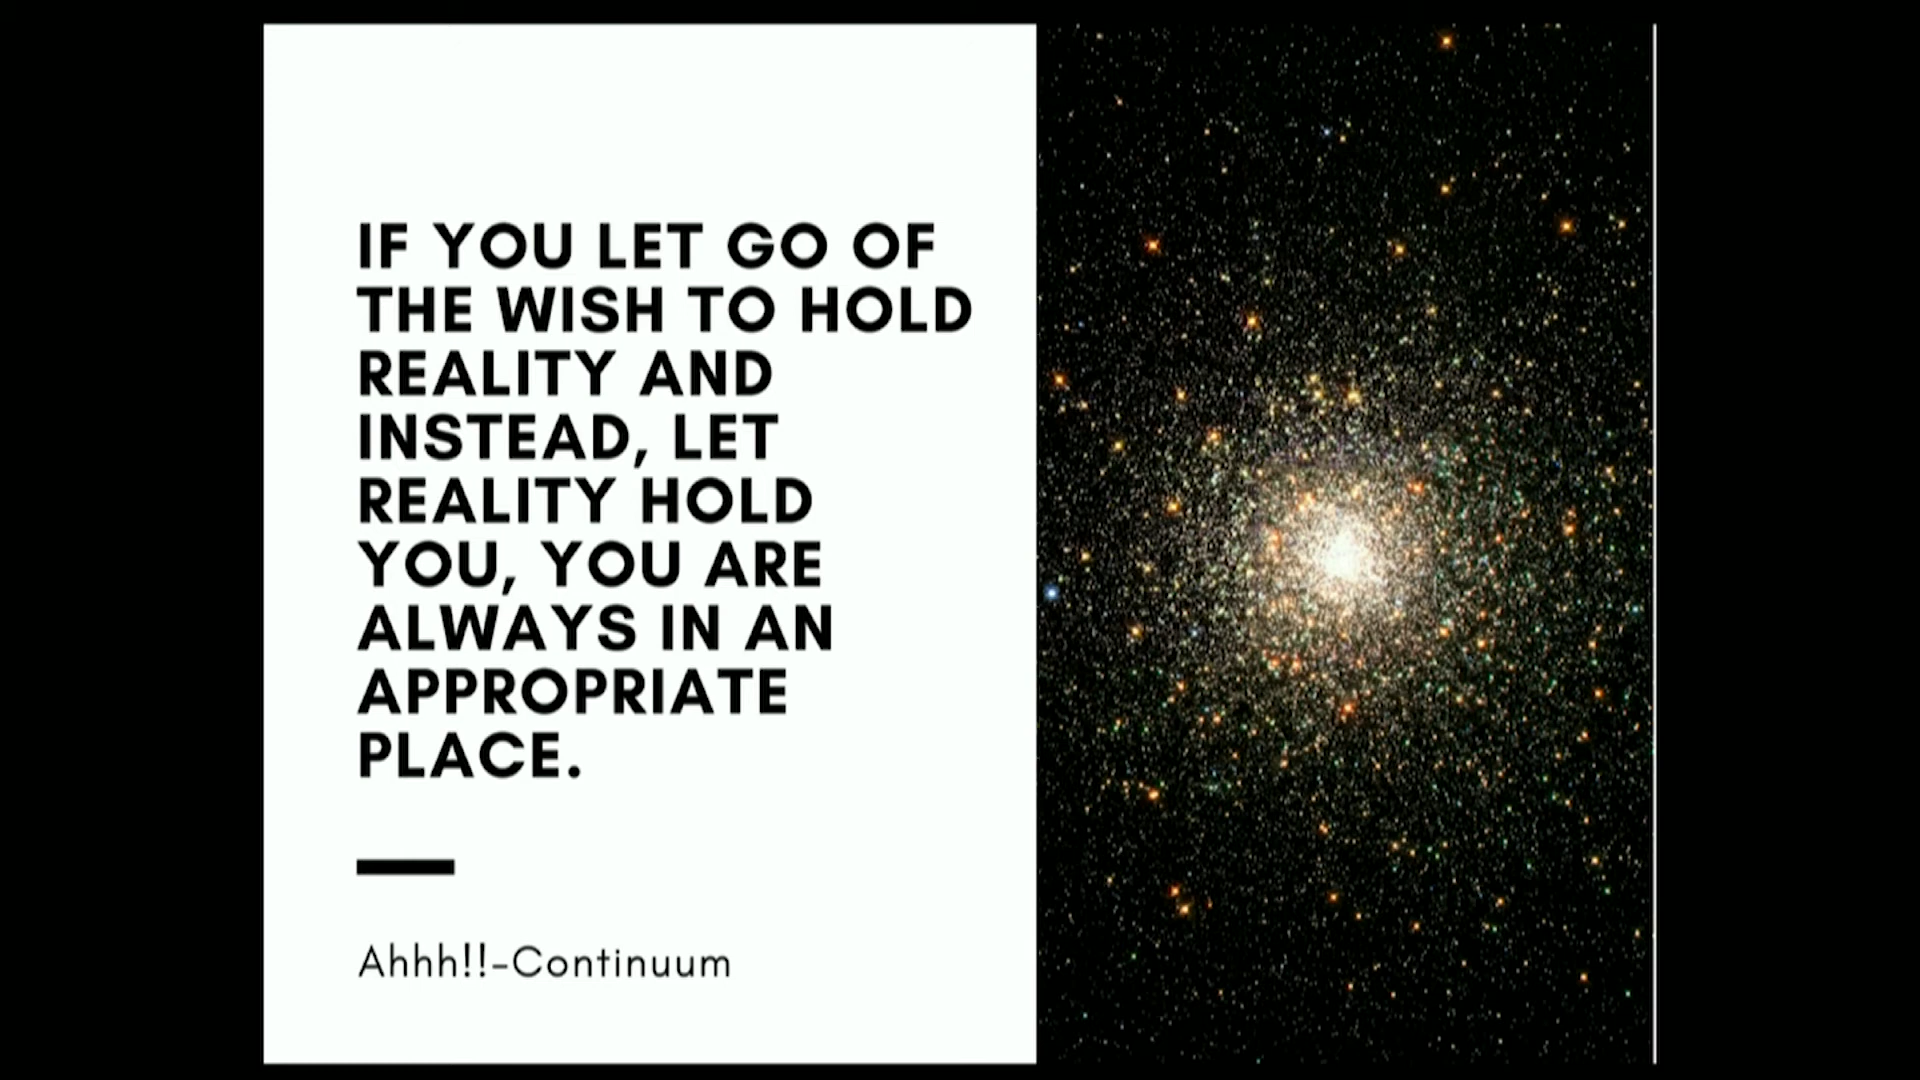 IF YOU LET GO OF
THE WISH TO HOLD
REALITY AND
INSTEAD, LET
REALITY HOLD
YOU, YOU ARE
ALWAYS IN AN
APPROPRIATE
PLACE.
Ahhh!!-Continuum